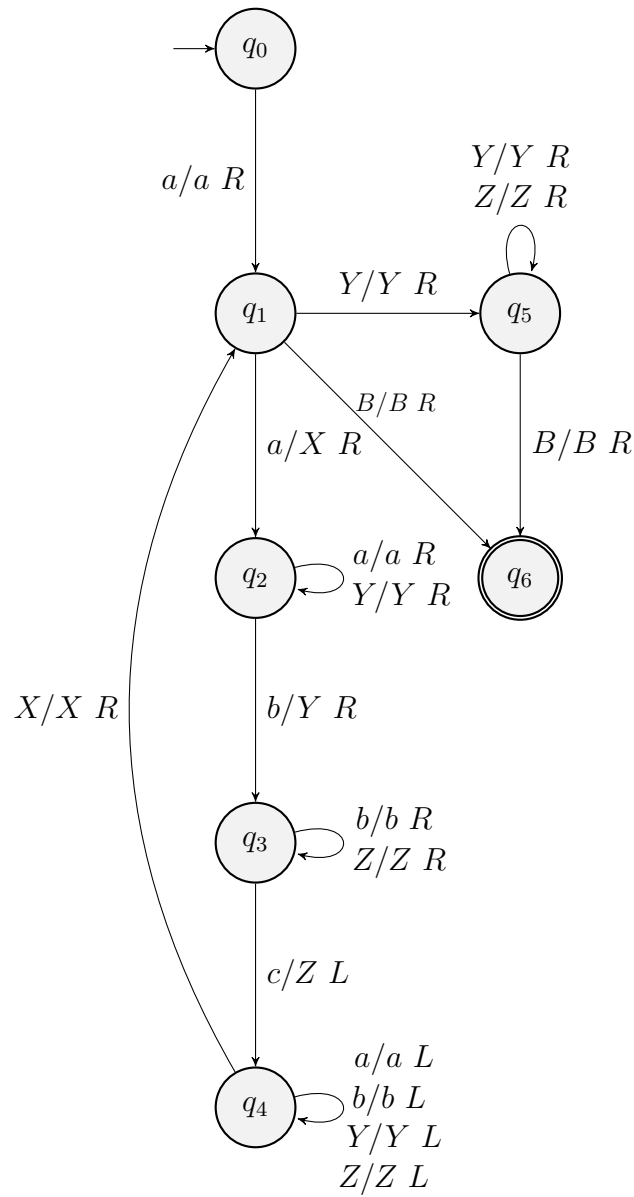 q₀
a/a R
Y/Y R
Z/Z R
q₁
Y/Y R
q₅
B/B R
a/X R
B/B R
q₂
a/a R
Y/Y R
q₆
X/X R
b/Y R
q₃
b/b R
Z/Z R
c/Z L
q₄
a/a L
b/b L
Y/Y L
Z/Z L